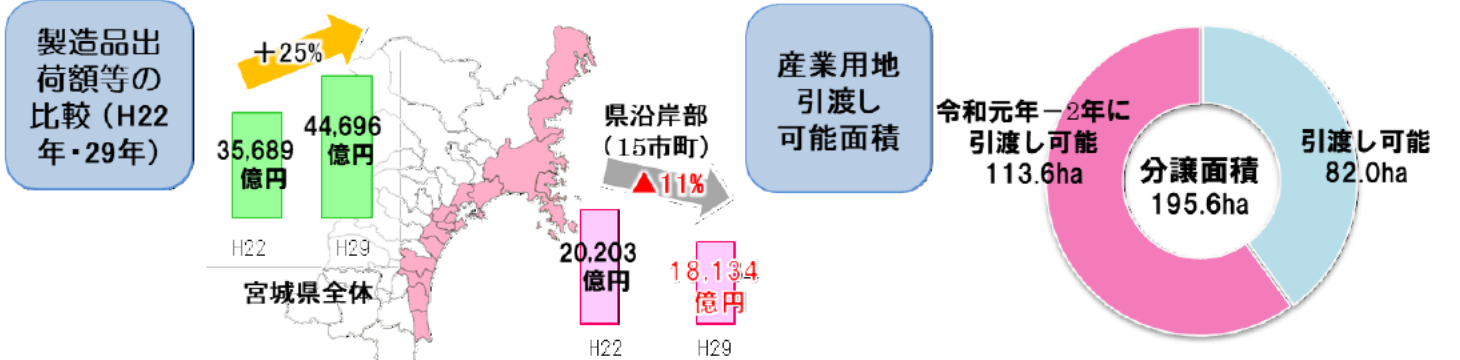 製造品出
荷額等の
比較（H22
年・29年）
＋25%
35,689
億円
44,696
億円
H22
H29
宮城県全体
県沿岸部
（15市町）
▲11%
20,203
億円
18,134
億円
H22
H29
産業用地
引渡し
可能面積
令和元年－2年に
引渡し可能
113.6ha
分譲面積
195.6ha
引渡し可能
82.0ha